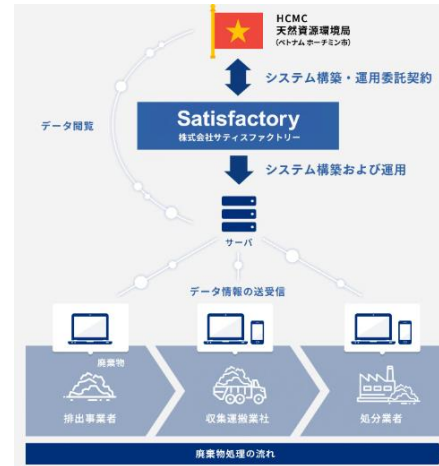 HCMC
天然資源環境局
(ベトナム ホーチミン市)
システム構築・運用委託契約
データ閲覧
Satisfactory
株式会社サティスファクトリー
システム構築および運用
サーバ
データ情報の送受信
廃棄物
排出事業者
収集運搬業社
処分業者
廃棄物処理の流れ